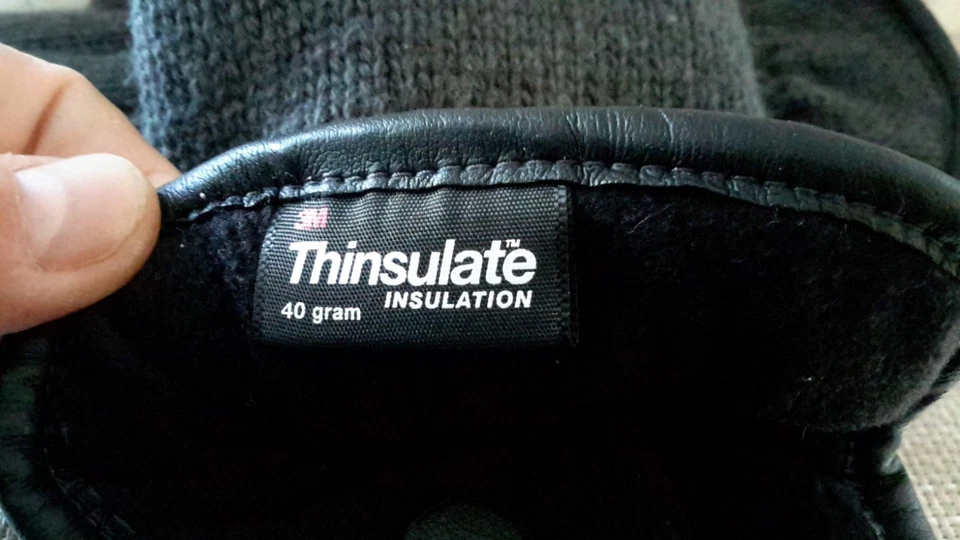 3M
Thinsulate™
INSULATION
40 gram